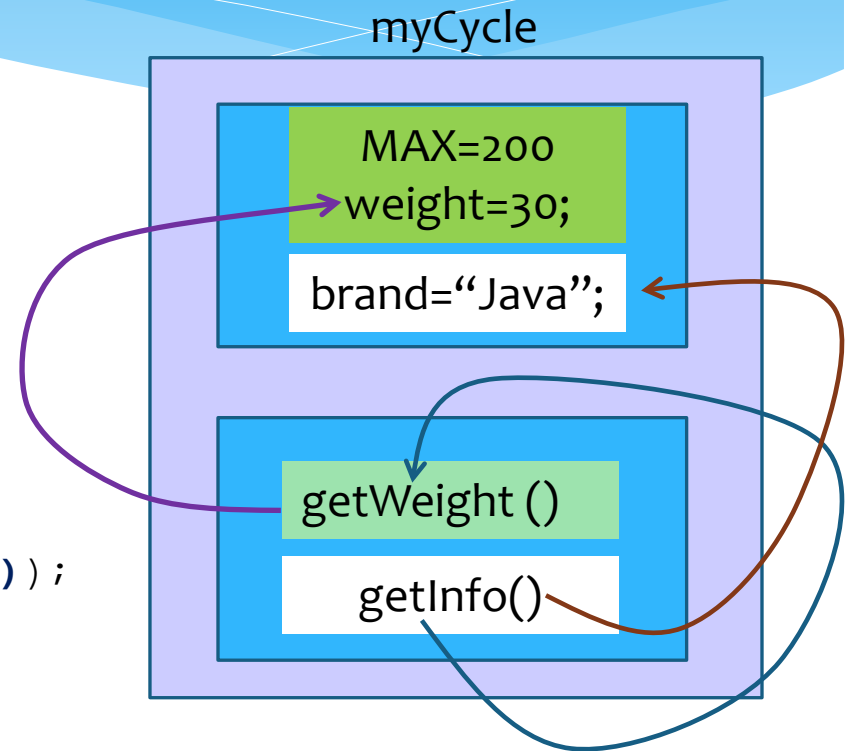 myCycle
MAX=200
weight=30;
brand=“Java”;
getWeight ()
));
getInfo()